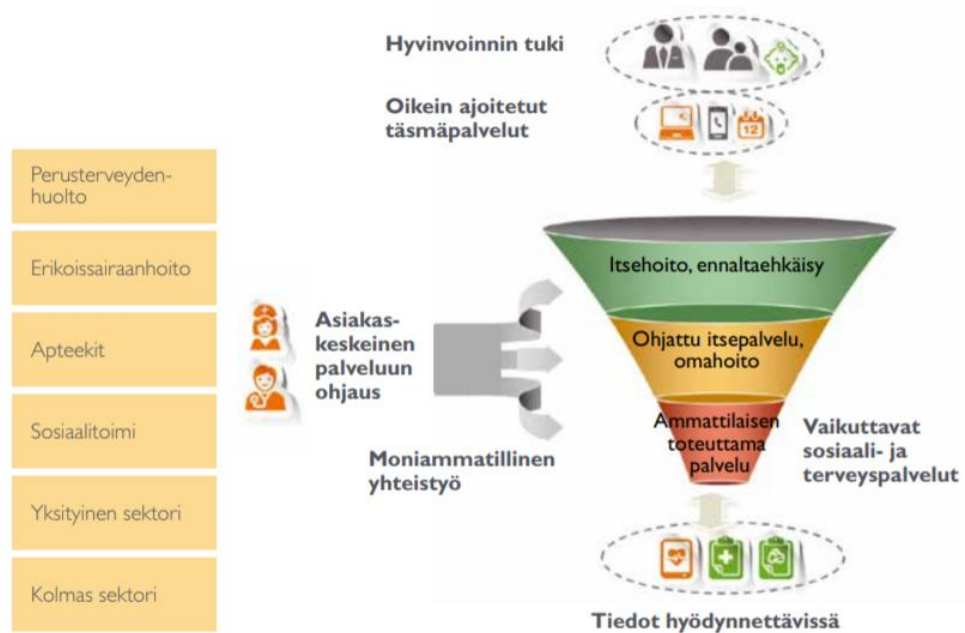 Hyvinvoinnin tuki
Oikein ajoitetut
täsmäpalvelut
12
Perusterveyden-
huolto
Erikoissairaanhoito
Apteekit
Sosiaalitoimi
Yksityinen sektori
Kolmas sektori
Asiakas-
keskeinen
palveluun
ohjaus
Moniammatillinen
yhteistyö
Itsehoito, ennaltaehkäisy
Ohjattu itsepalvelu,
omahoito
Ammattilaisen
toteuttama
palvelu
Vaikuttavat
sosiaali- ja
terveyspalvelut
Tiedot hyödynnettävissä